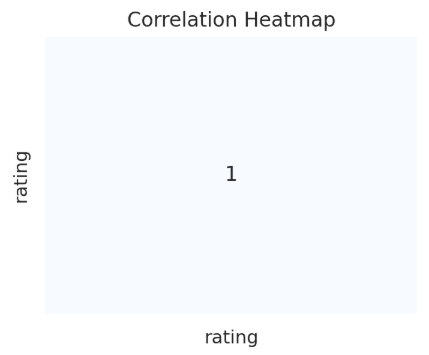 Correlation Heatmap
rating
1
rating